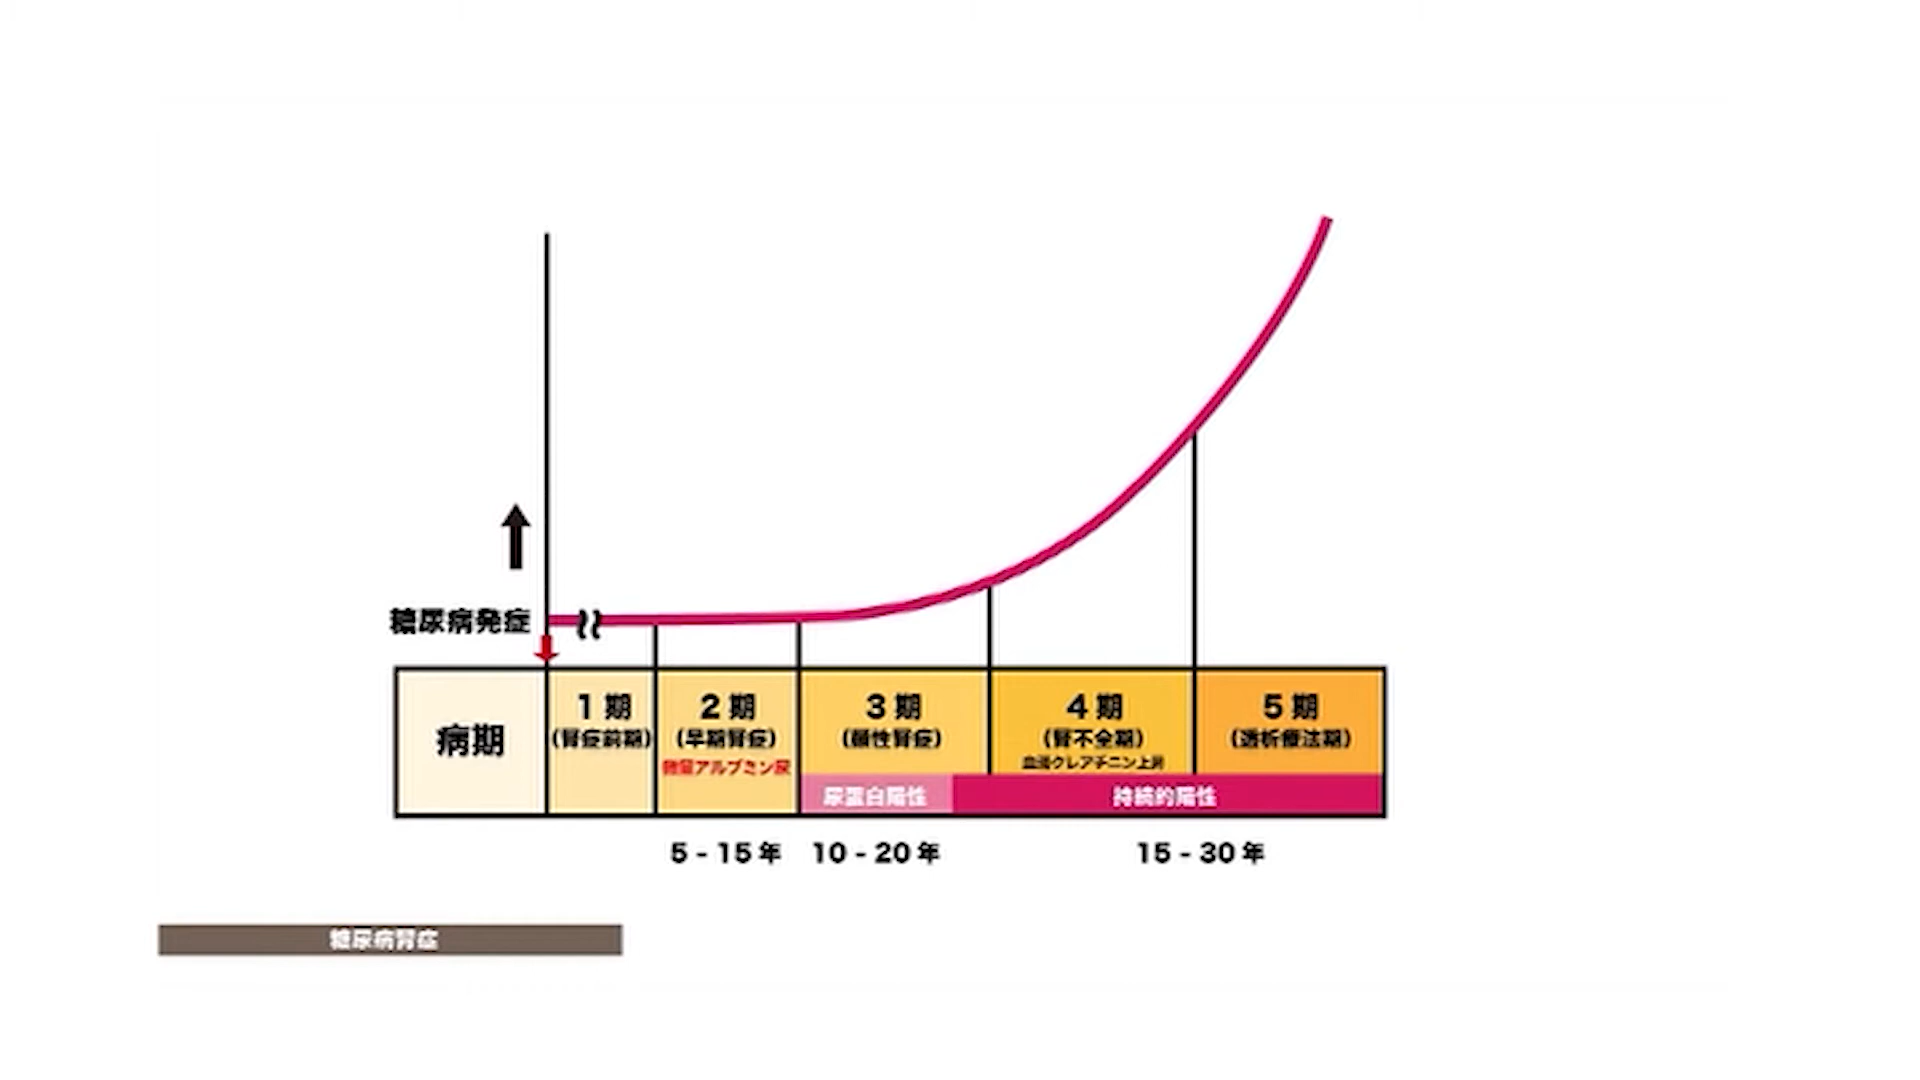 糖尿病発症
病期
1期
(腎症前期)
2期
(早期腎症)
微量アルブミン尿
3期
(顕性腎症)
尿蛋白陽性
4期
(腎不全期)
血清クレアチニン上昇
5期
(透析療法期)
持続的陽性
5 - 15年
10 - 20年
15 - 30年
糖尿病腎症